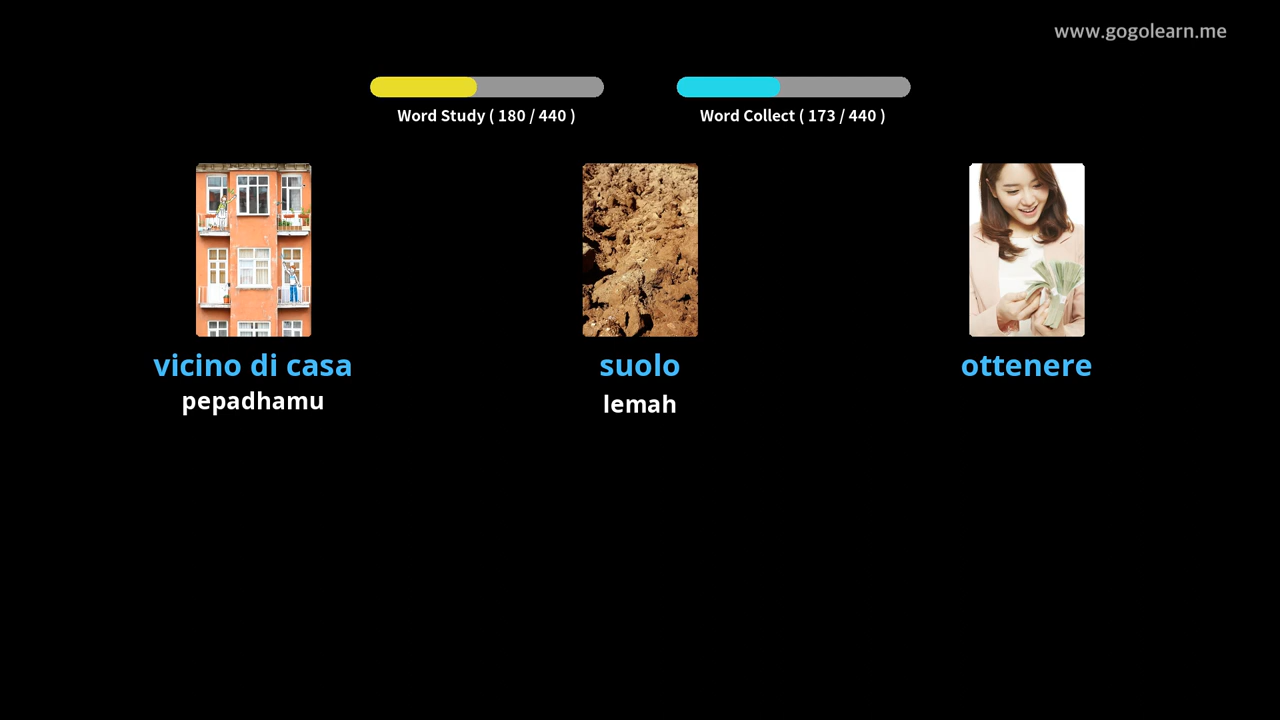 www.gogolearn.me
Word Study ( 180 / 440 )
Word Collect ( 173 / 440 )
vicino di casa
pepadhamu
suolo
lemah
ottenere